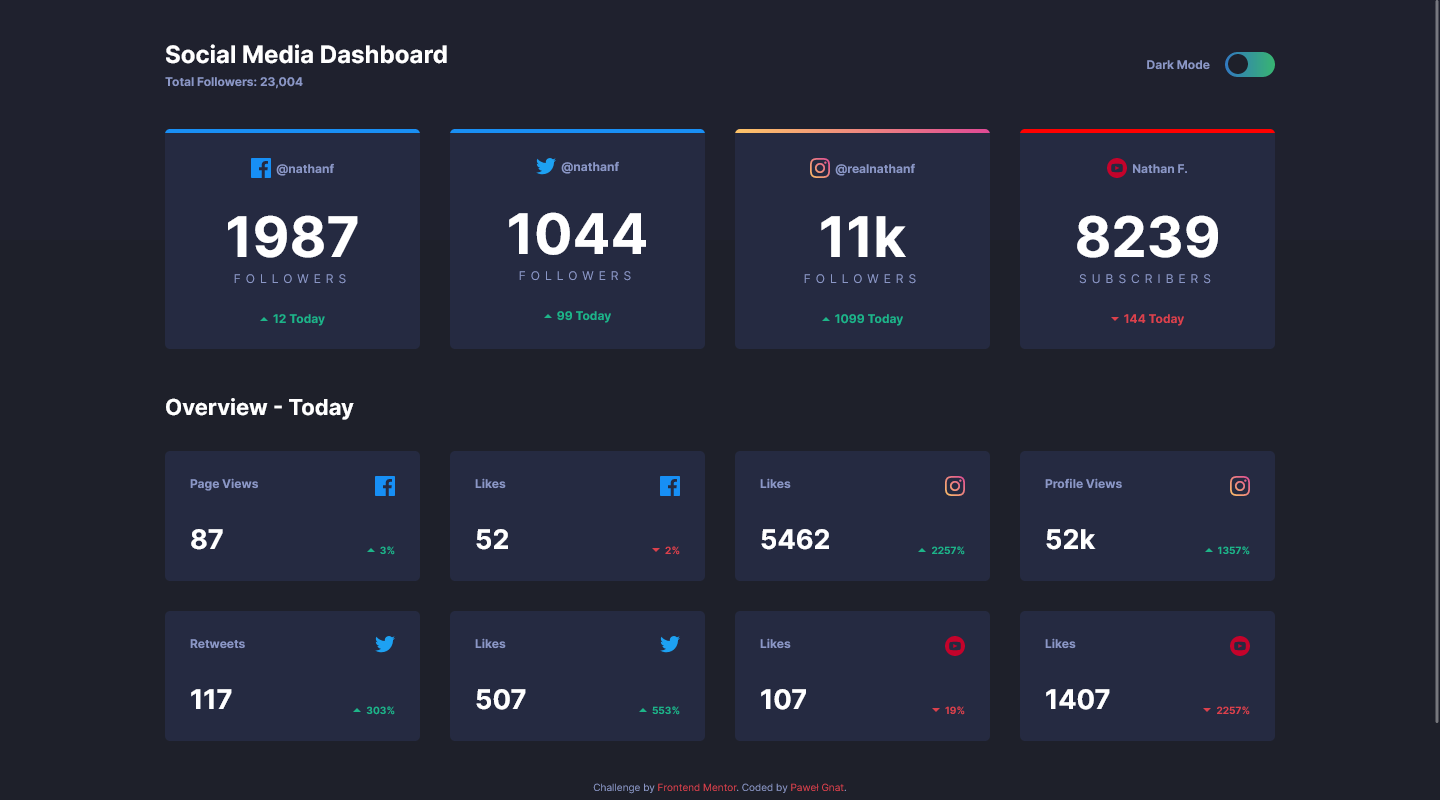 Social Media Dashboard
Total Followers: 23,004
Dark Mode
@nathanf
1987
FOLLOWERS
12 Today
@nathanf
1044
FOLLOWERS
99 Today
@realnathanf
11k
FOLLOWERS
1099 Today
Nathan F.
8239
SUBSCRIBERS
144 Today
Overview - Today
Page Views
87
3%
Likes
52
2%
Likes
5462
2257%
Profile Views
52k
1357%
Retweets
117
303%
Likes
507
553%
Likes
107
19%
Likes
1407
2257%
Challenge by Frontend Mentor. Coded by Pawel Gnat.